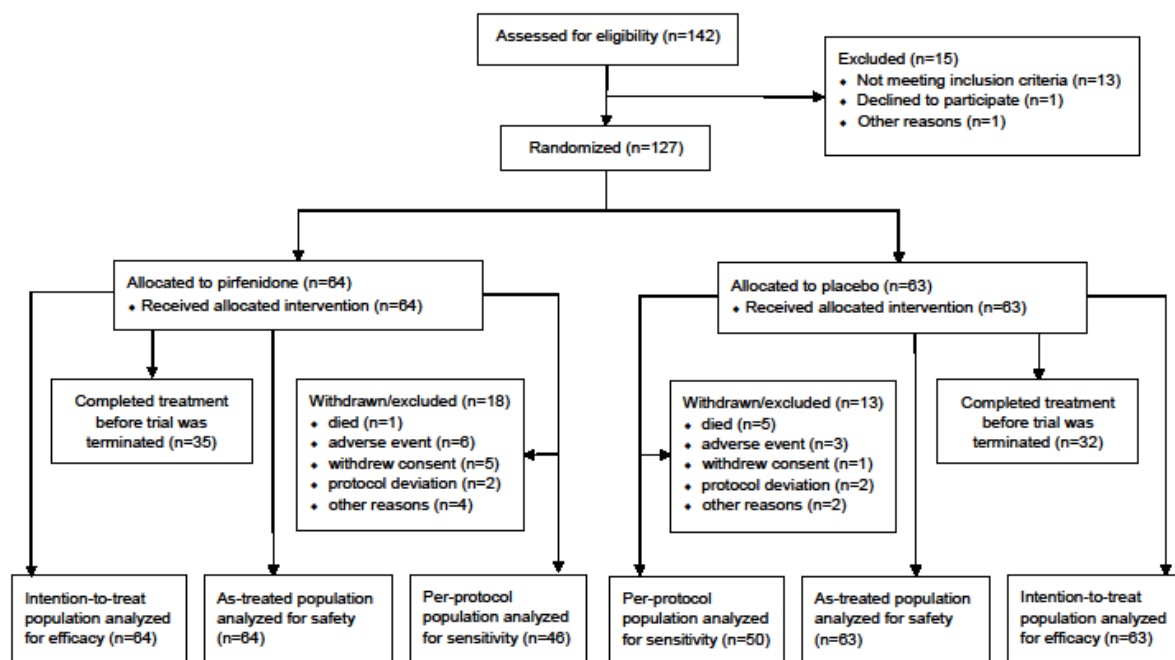 Assessed for eligibility (n=142)
Excluded (n=15)
⬥ Not meeting inclusion criteria (n=13)
⬥ Declined to participate (n=1)
⬥ Other reasons (n=1)
Randomized (n=127)
Allocated to pirfenidone (n=64)
⬥ Received allocated intervention (n=64)
Allocated to placebo (n=63)
⬥ Received allocated intervention (n=63)
Completed treatment
before trial was
terminated (n=35)
Withdrawn/excluded (n=18)
⬥ died (n=1)
⬥ adverse event (n=6)
⬥ withdrew consent (n=5)
⬥ protocol deviation (n=2)
⬥ other reasons (n=4)
Withdrawn/excluded (n=13)
⬥ died (n=5)
⬥ adverse event (n=3)
⬥ withdrew consent (n=1)
⬥ protocol deviation (n=2)
⬥ other reasons (n=2)
Completed treatment
before trial was
terminated (n=32)
Intention-to-treat
population analyzed
for efficacy (n=64)
As-treated population
analyzed for safety
(n=64)
Per-protocol
population analyzed
for sensitivity (n=46)
Per-protocol
population analyzed
for sensitivity (n=50)
As-treated population
analyzed for safety
(n=63)
Intention-to-treat
population analyzed
for efficacy (n=63)